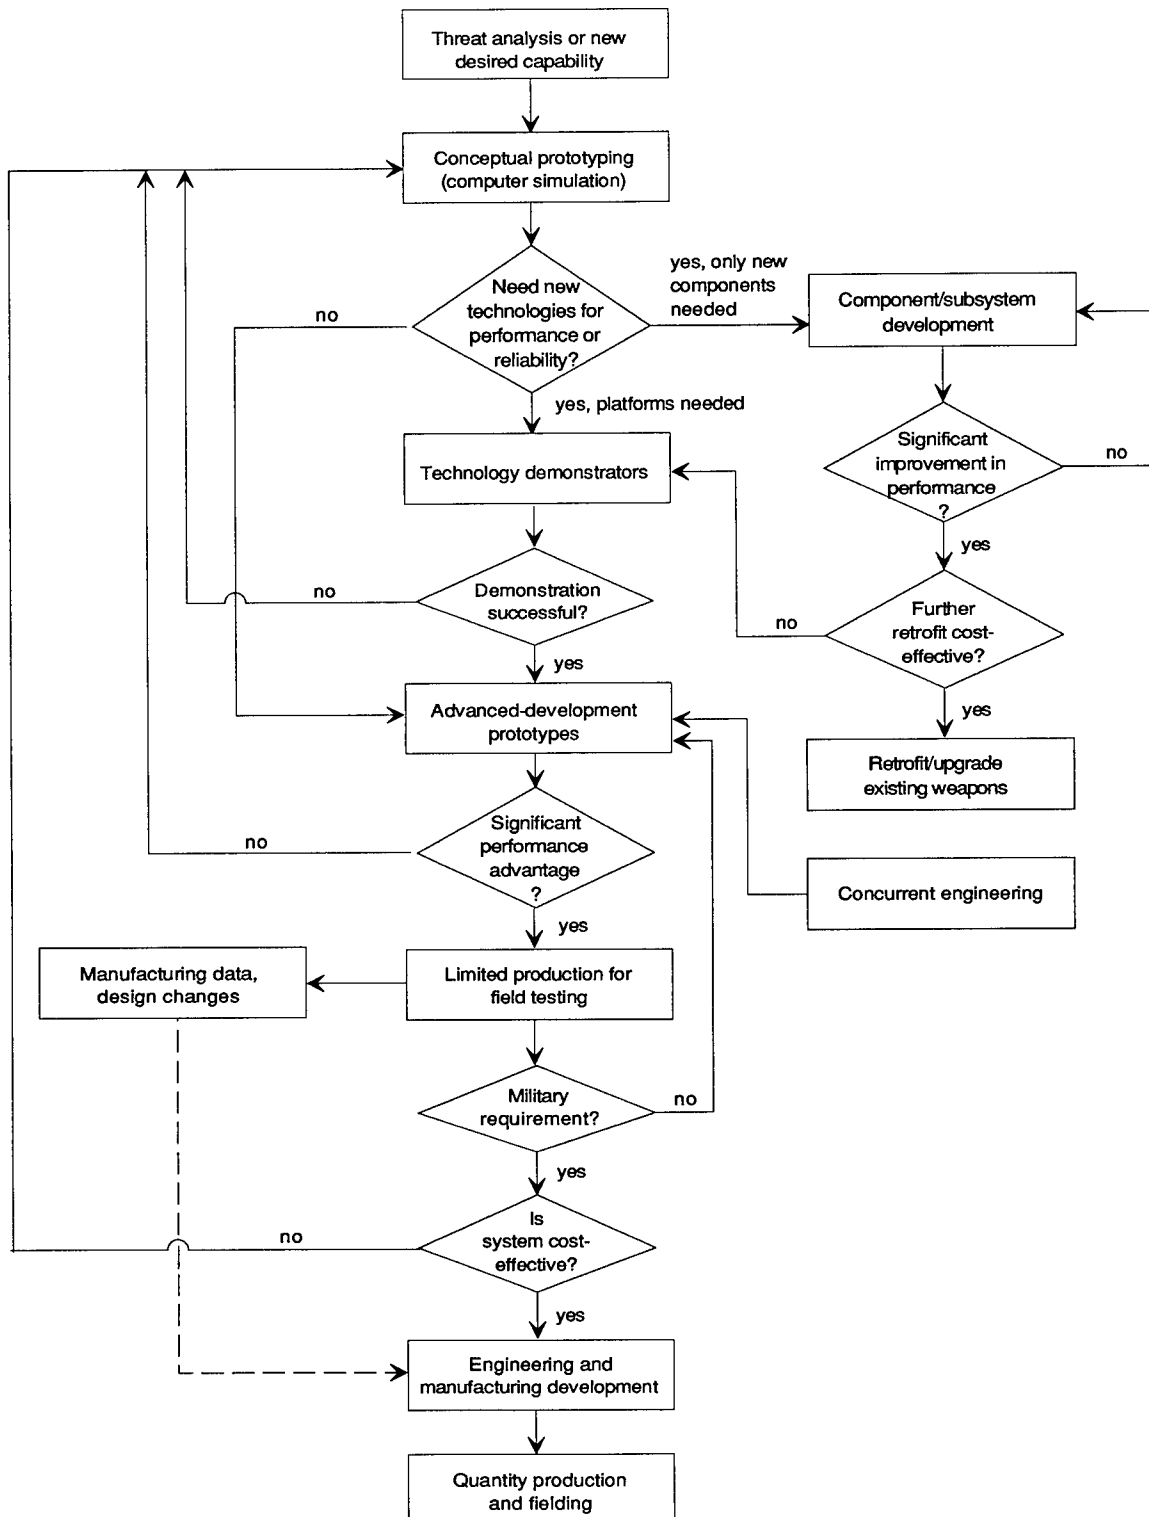 Threat analysis or new
desired capability
Conceptual prototyping
(computer simulation)
Need new
technologies for
performance or
reliability?
no
yes, only new
components
needed
Component/subsystem
development
yes, platforms needed
Technology demonstrators
Significant
improvement in
performance
?
no
yes
Demonstration
successful?
no
yes
Further
retrofit cost-
effective?
no
yes
Advanced-development
prototypes
Retrofit/upgrade
existing weapons
Significant
performance
advantage
?
no
yes
Concurrent engineering
Manufacturing data,
design changes
Limited production for
field testing
Military
requirement?
no
yes
Is
system cost-
effective?
no
yes
Engineering and
manufacturing development
Quantity production
and fielding